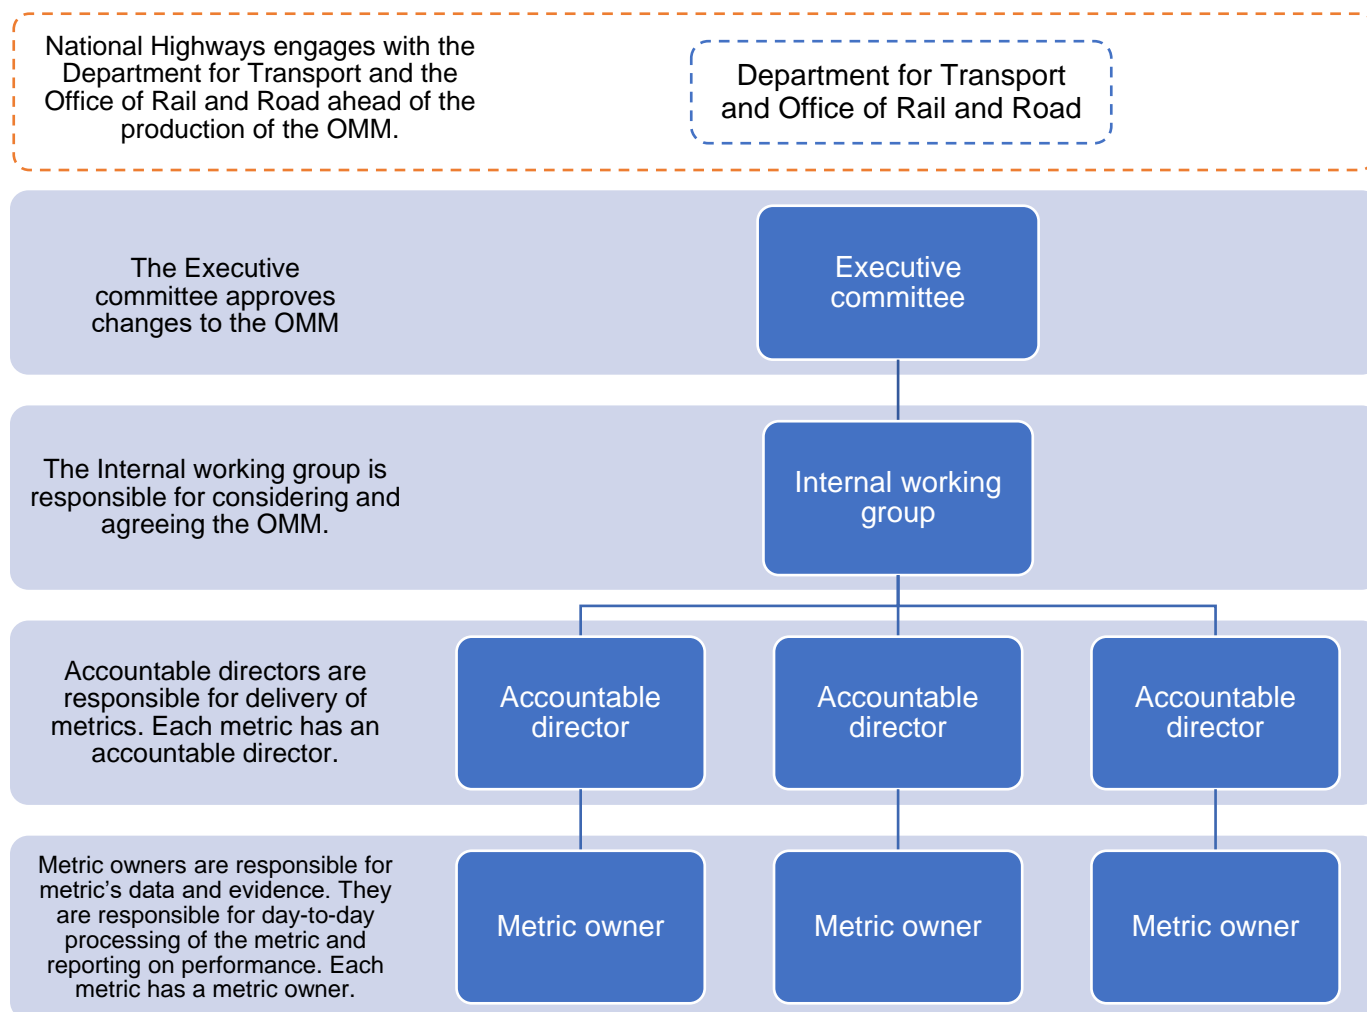 National Highways engages with the
Department for Transport and the
Office of Rail and Road ahead of the
production of the OMM.
Department for Transport
and Office of Rail and Road
The Executive
committee approves
changes to the OMM
Executive
committee
The Internal working group is
responsible for considering and
agreeing the OMM.
Internal working
group
Accountable directors are
responsible for delivery of
metrics. Each metric has an
accountable director.
Accountable
director
Accountable
director
Accountable
director
Metric owners are responsible for
metric’s data and evidence. They
are responsible for day-to-day
processing of the metric and
reporting on performance. Each
metric has a metric owner.
Metric owner
Metric owner
Metric owner